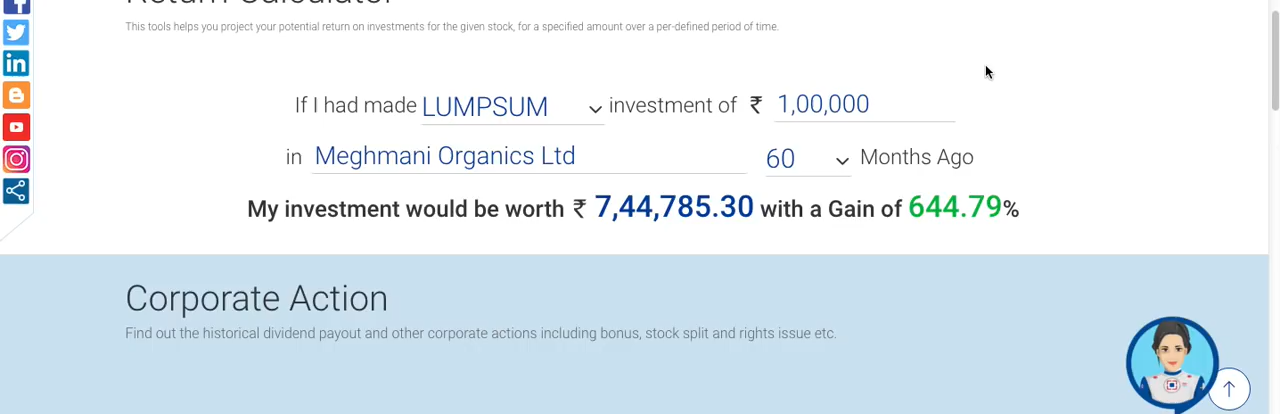 Return Calculator
This tools helps you project your potential return on investments for the given stock, for a specified amount over a per-defined period of time.
If I had made LUMPSUM investment of ₹ 1,00,000
in Meghmani Organics Ltd 60 Months Ago
My investment would be worth ₹ 7,44,785.30 with a Gain of 644.79%
Corporate Action
Find out the historical dividend payout and other corporate actions including bonus, stock split and rights issue etc.